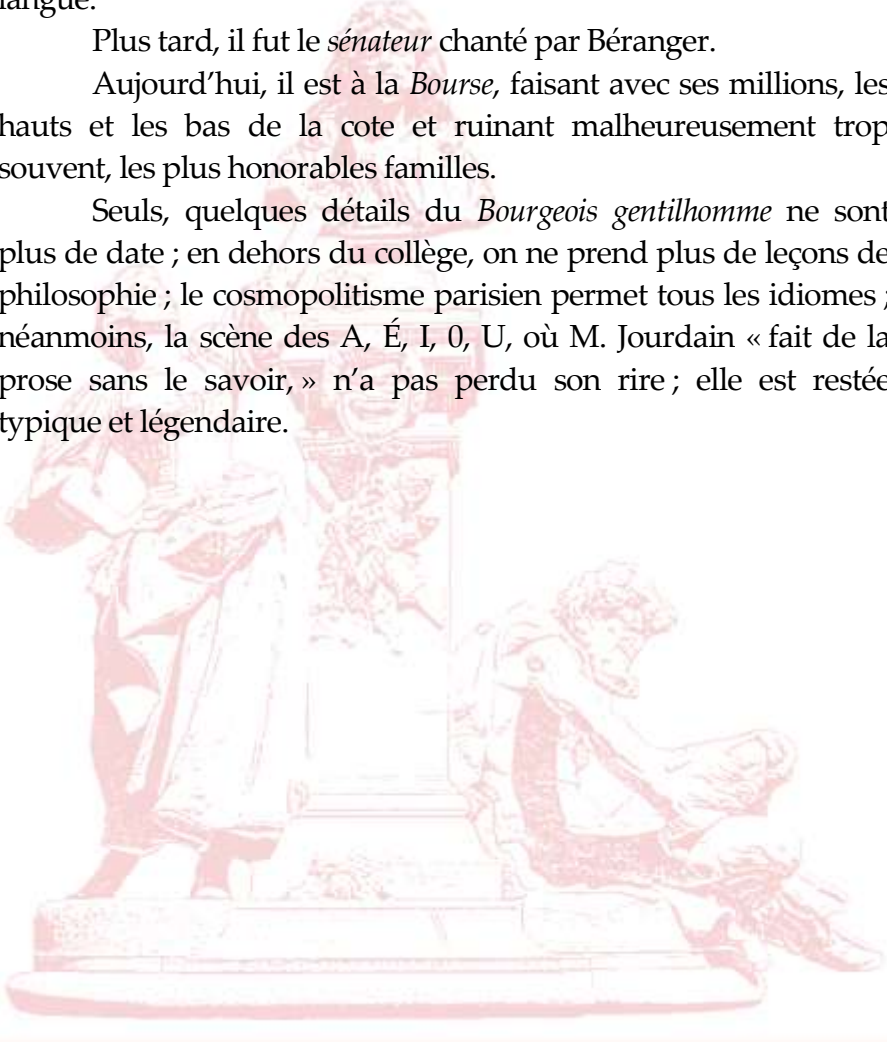 langue.
Plus tard, il fut le sénateur chanté par Béranger.
Aujourd’hui, il est à la Bourse, faisant avec ses millions, les
hauts et les bas de la cote et ruinant malheureusement trop
souvent, les plus honorables familles.
Seuls, quelques détails du Bourgeois gentilhomme ne sont
plus de date ; en dehors du collège, on ne prend plus de leçons de
philosophie ; le cosmopolitisme parisien permet tous les idiomes ;
néanmoins, la scène des A, É, I, 0, U, où M. Jourdain « fait de la
prose sans le savoir, » n’a pas perdu son rire ; elle est restée
typique et légendaire.